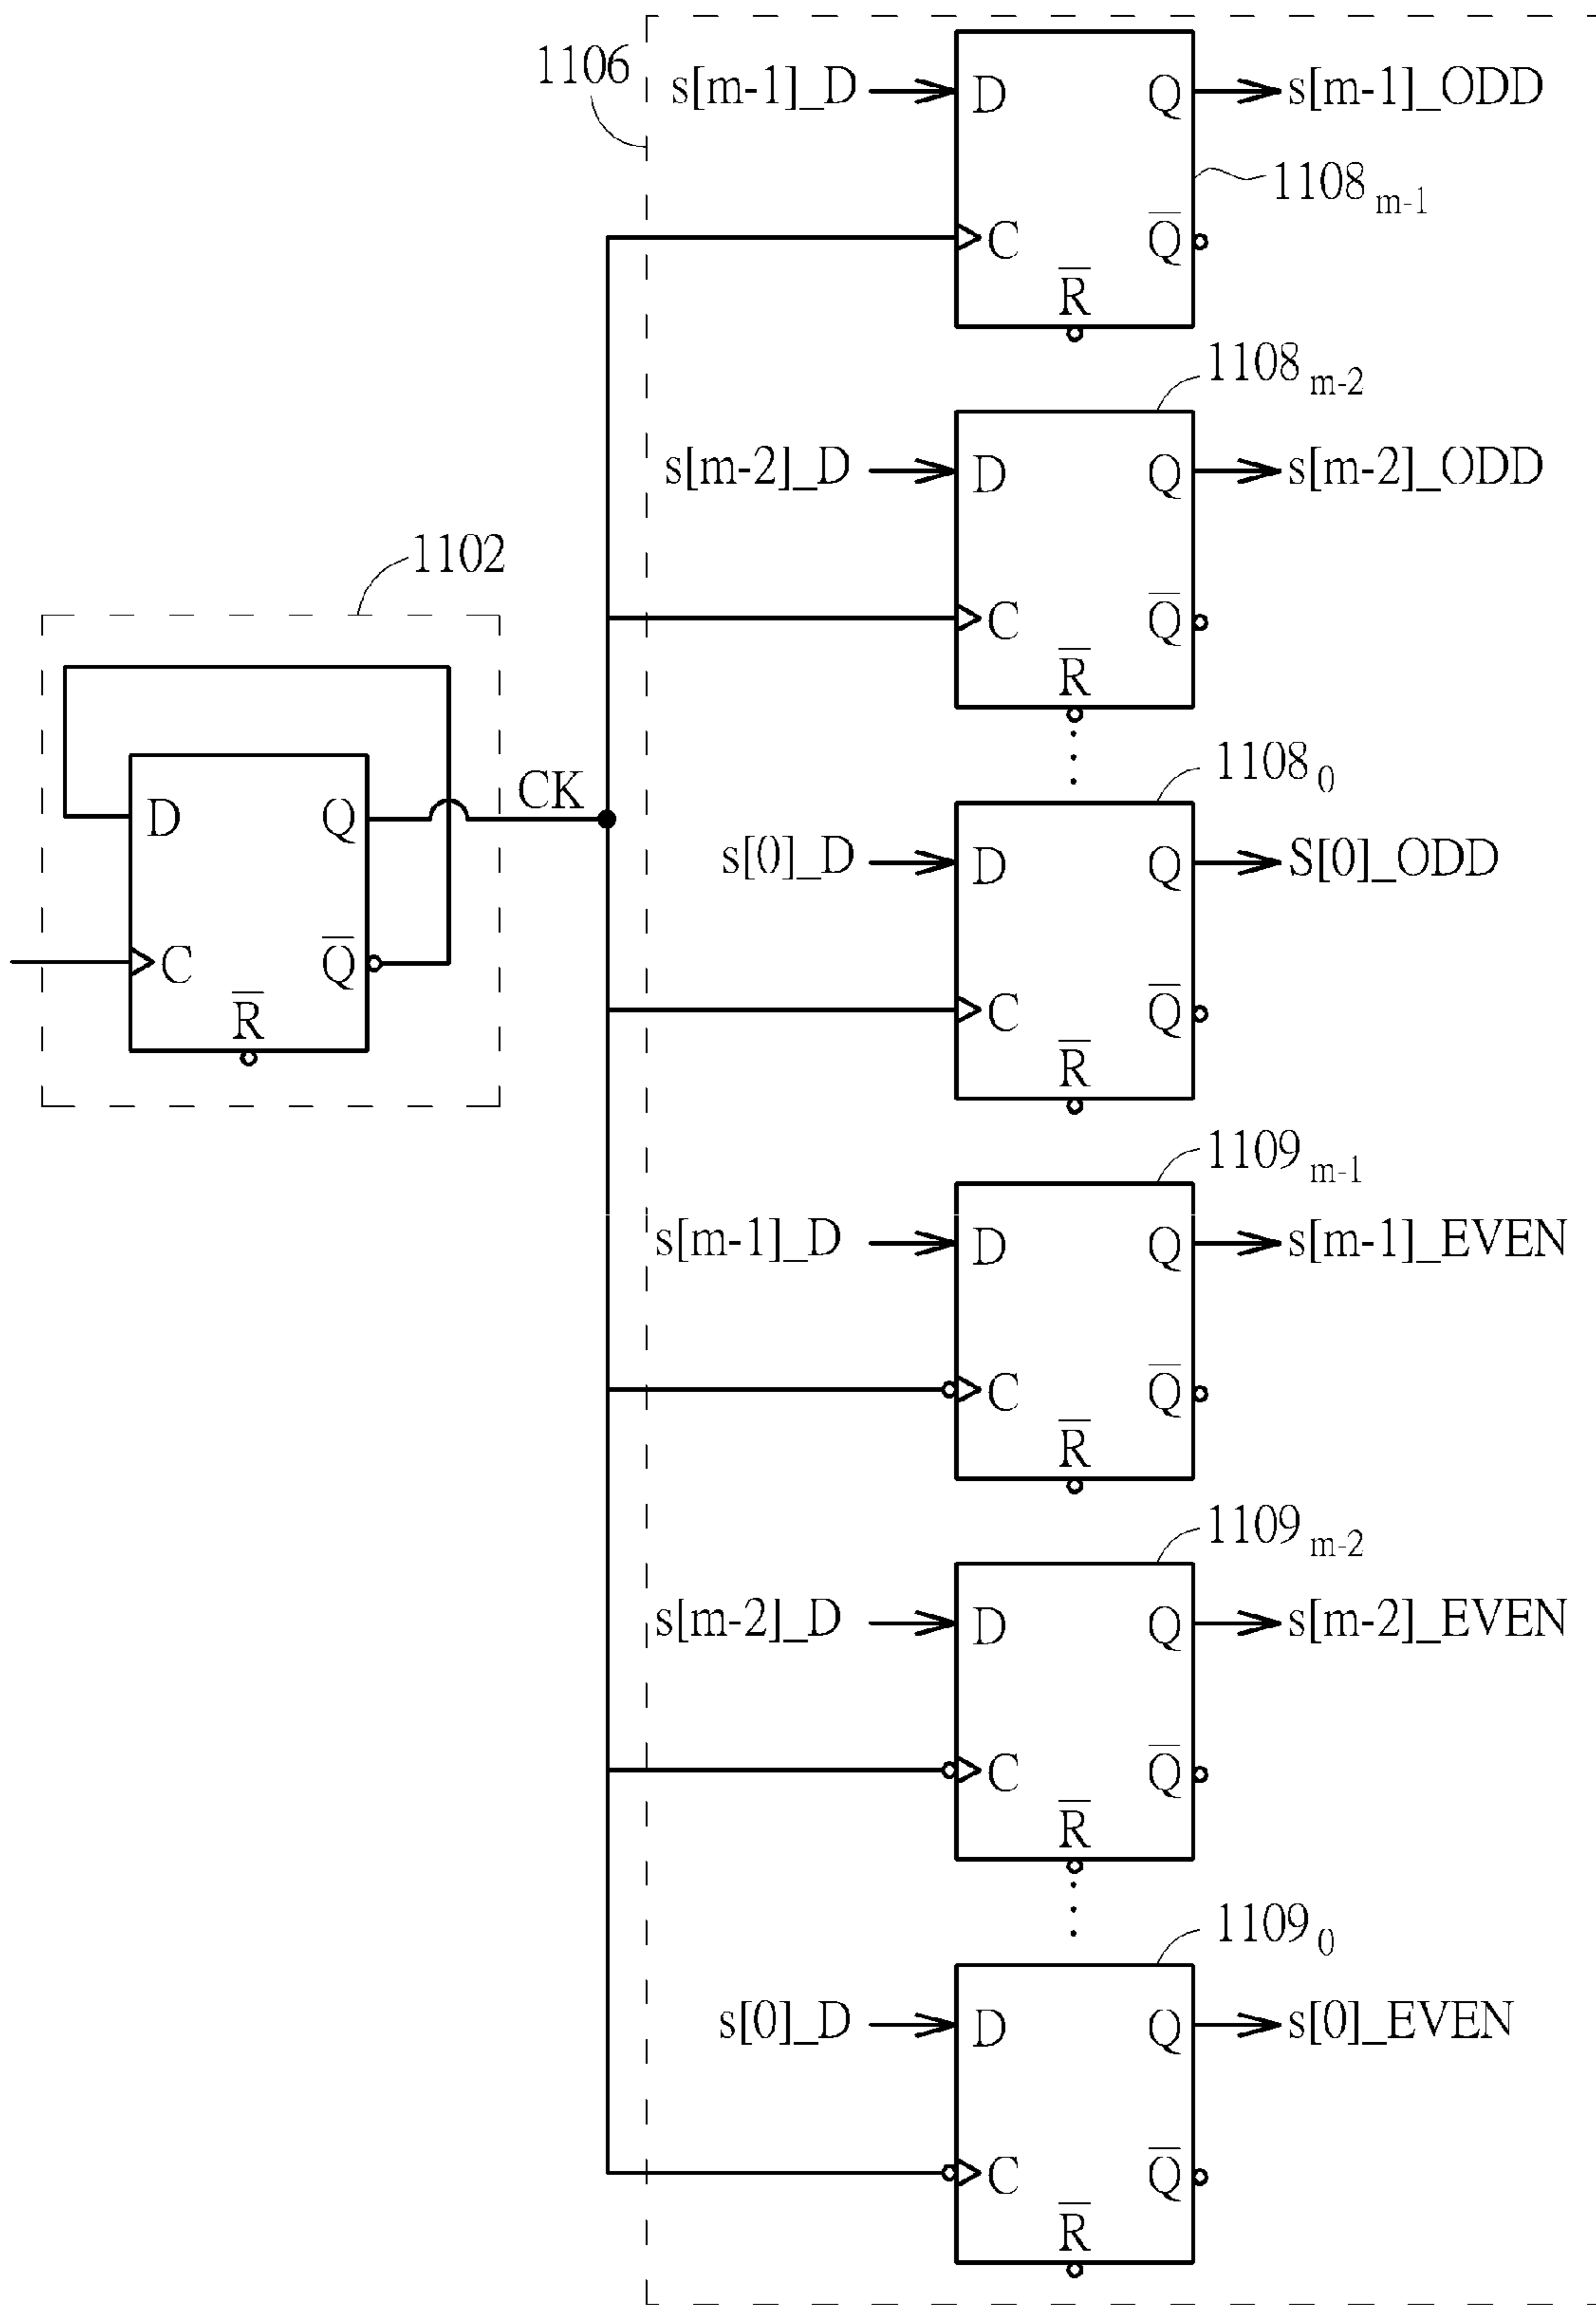 1106
s[m-1]_D
D
Q
s[m-1]_ODD
1108 m-1
C
Q̅
R̅
1108 m-2
s[m-2]_D
D
Q
s[m-2]_ODD
C
Q̅
R̅
1102
D
Q
CK
C
Q̅
R̅
1108 0
s[0]_D
D
Q
S[0]_ODD
C
Q̅
R̅
1109 m-1
s[m-1]_D
D
Q
s[m-1]_EVEN
C
Q̅
R̅
1109 m-2
s[m-2]_D
D
Q
s[m-2]_EVEN
C
Q̅
R̅
1109 0
s[0]_D
D
Q
s[0]_EVEN
C
Q̅
R̅